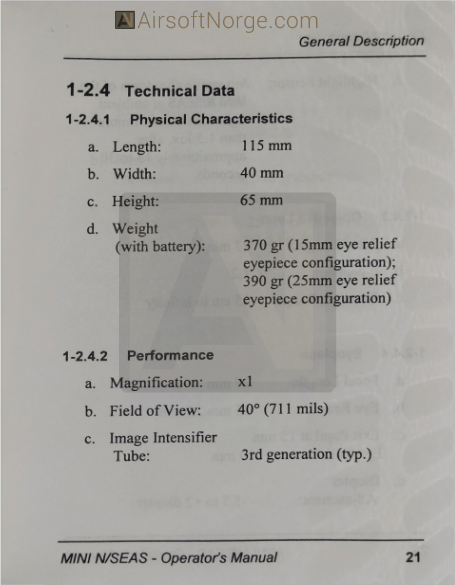 AirsoftNorge.com
General Description
1-2.4 Technical Data
1-2.4.1 Physical Characteristics
a. Length: 115 mm
b. Width: 40 mm
c. Height: 65 mm
d. Weight
(with battery): 370 gr (15mm eye relief
eyepiece configuration);
390 gr (25mm eye relief
eyepiece configuration)
1-2.4.2 Performance
a. Magnification: x1
b. Field of View: 40° (711 mils)
c. Image Intensifier
Tube: 3rd generation (typ.)
MINI N/SEAS - Operator's Manual 21